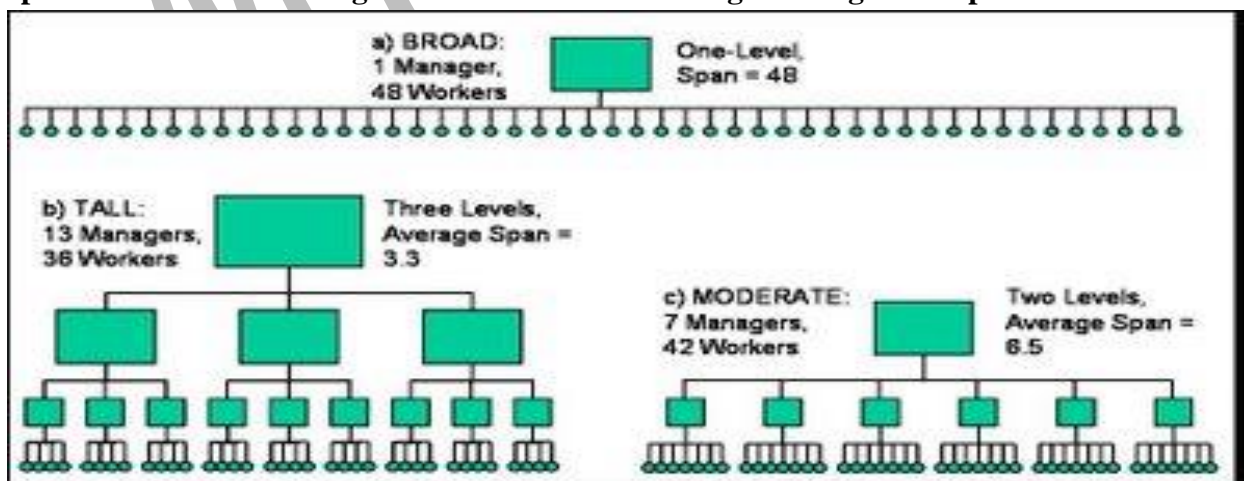 a) BROAD:
1 Manager,
48 Workers
One-Level,
Span = 48
b) TALL:
13 Managers,
36 Workers
Three Levels,
Average Span =
3.3
c) MODERATE:
7 Managers,
42 Workers
Two Levels,
Average Span =
6.5